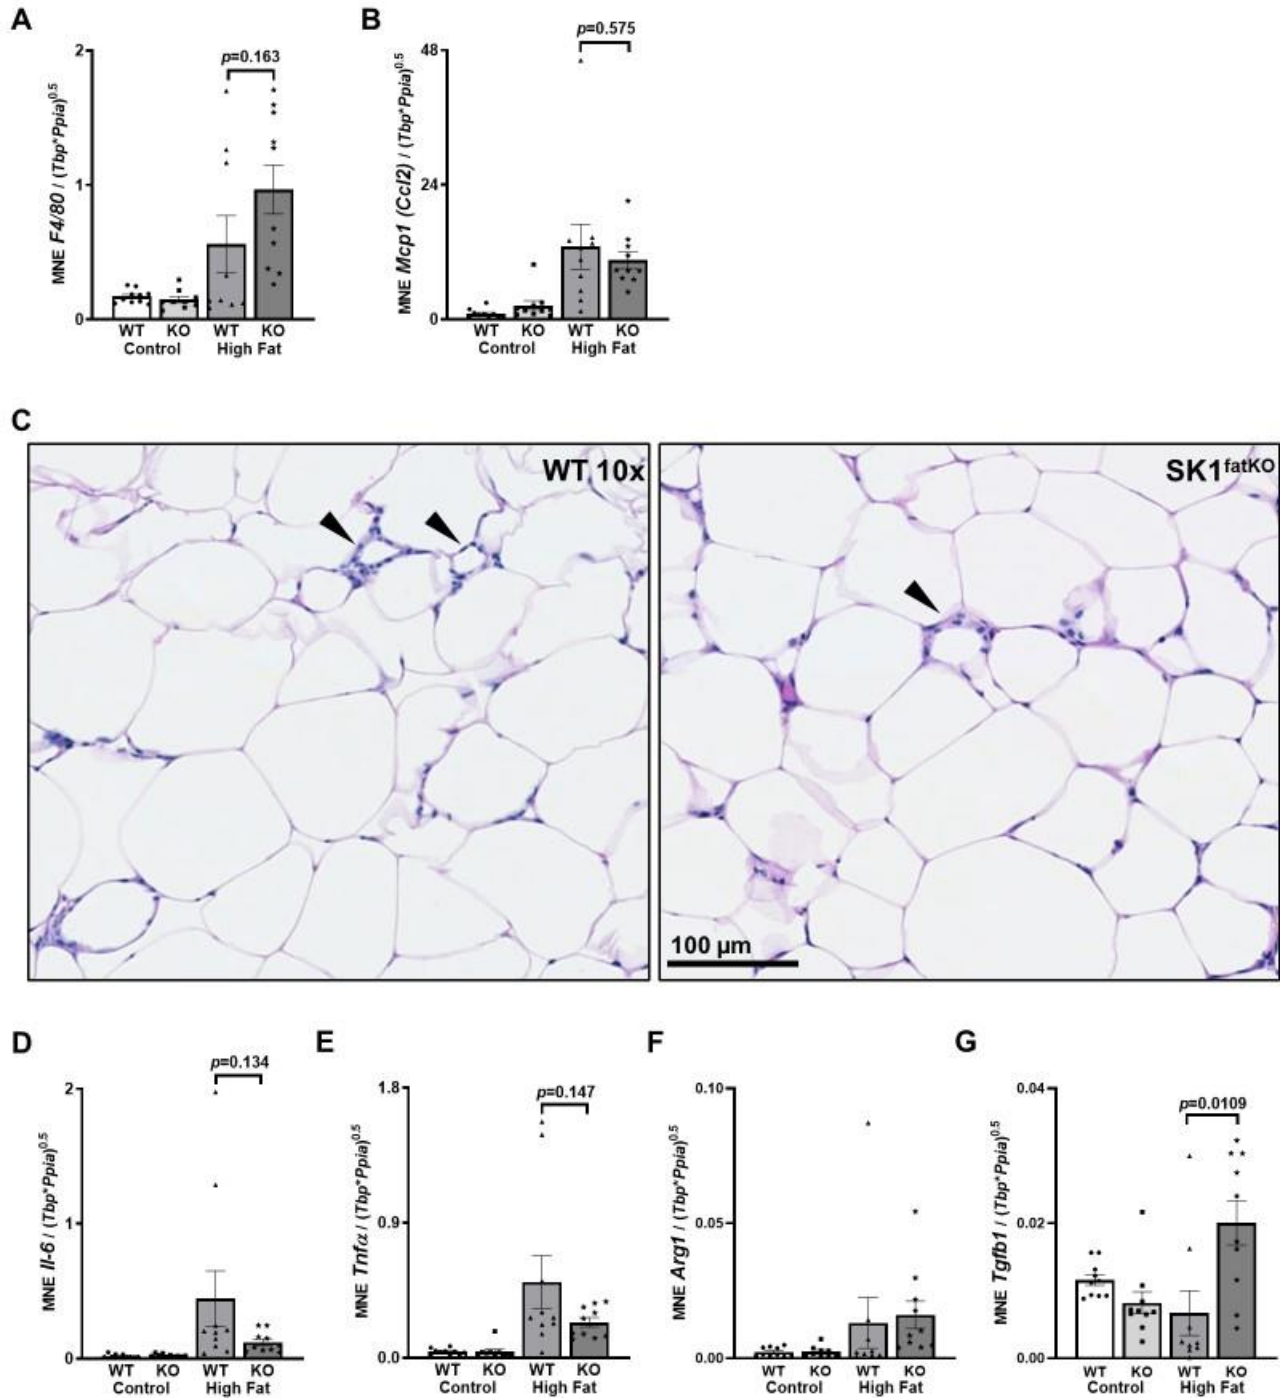 A
MNE F4/80 / (Tbp*Ppia)^0.5
2
1
0
p=0.163
WT KO WT KO
Control High Fat
B
MNE Mcp1 (Ccl2) / (Tbp*Ppia)^0.5
48
24
0
p=0.575
WT KO WT KO
Control High Fat
C
WT 10x
SK1fatKO
100 µm
D
MNE Il-6 / (Tbp*Ppia)^0.5
2
1
0
p=0.134
WT KO WT KO
Control High Fat
E
MNE Tnfα / (Tbp*Ppia)^0.5
1.8
0.9
0.0
p=0.147
WT KO WT KO
Control High Fat
F
MNE Arg1 / (Tbp*Ppia)^0.5
0.10
0.05
0.00
WT KO WT KO
Control High Fat
G
MNE Tgfb1 / (Tbp*Ppia)^0.5
0.04
0.02
0.00
p=0.0109
WT KO WT KO
Control High Fat